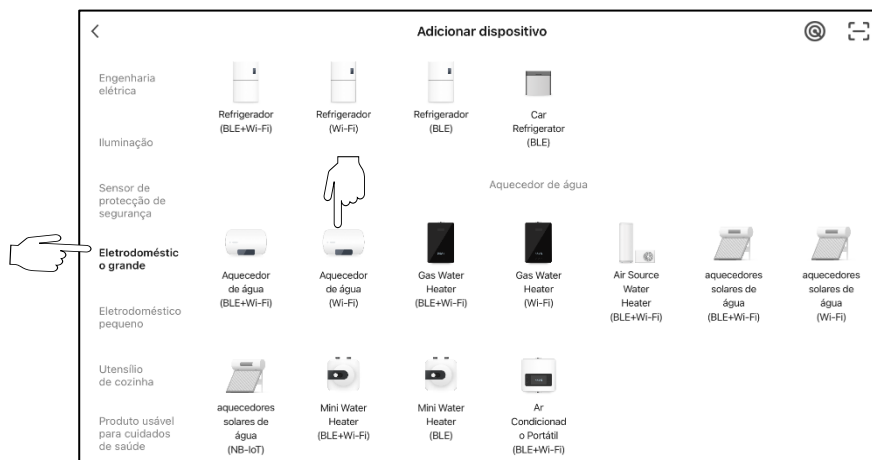 Adicionar dispositivo
Engenharia
elétrica
Iluminação
Sensor de
protecção de
segurança
Eletrodoméstic
o grande
Eletrodoméstico
pequeno
Utensílio
de cozinha
Produto usável
para cuidados
de saúde
Refrigerador
(BLE+Wi-Fi)
Refrigerador
(Wi-Fi)
Refrigerador
(BLE)
Car
Refrigerator
(BLE)
Aquecedor de água
Aquecedor
de água
(BLE+Wi-Fi)
Aquecedor
de água
(Wi-Fi)
Gas Water
Heater
(BLE+Wi-Fi)
Gas Water
Heater
(Wi-Fi)
Air Source
Water
Heater
(BLE+Wi-Fi)
aquecedores
solares de
água
(BLE+Wi-Fi)
aquecedores
solares de
água
(Wi-Fi)
aquecedores
solares de
água
(NB-IoT)
Mini Water
Heater
(BLE+Wi-Fi)
Mini Water
Heater
(BLE)
Ar
Condicionad
o Portátil
(BLE+Wi-Fi)